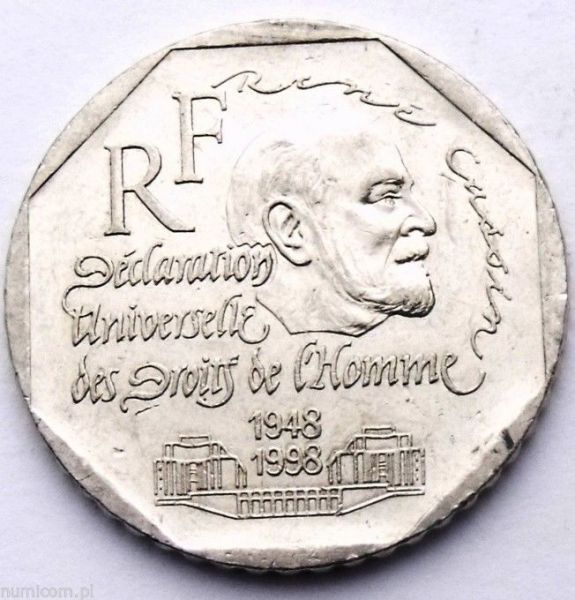 RF
René Cassin
Déclaration
Universelle
des Droits de l'Homme
1948
1998
numicom.pl